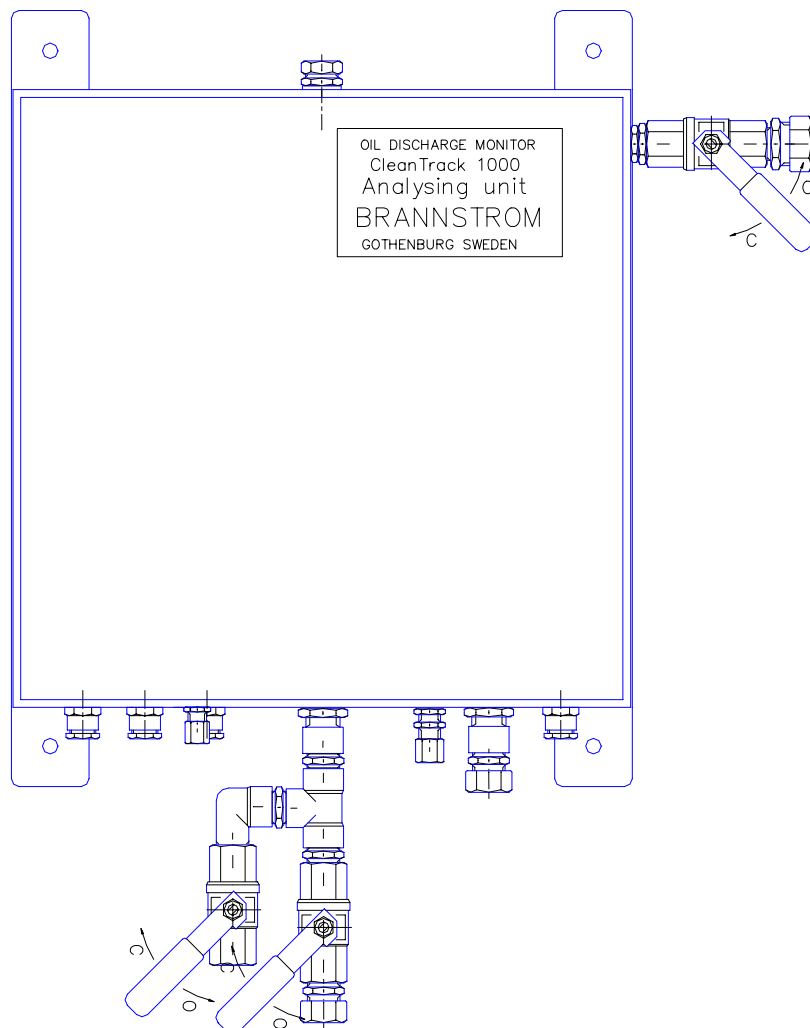 OIL DISCHARGE MONITOR
CleanTrack 1000
Analysing unit
BRANNSTROM
GOTHENBURG SWEDEN
O
C
C
C
O
O